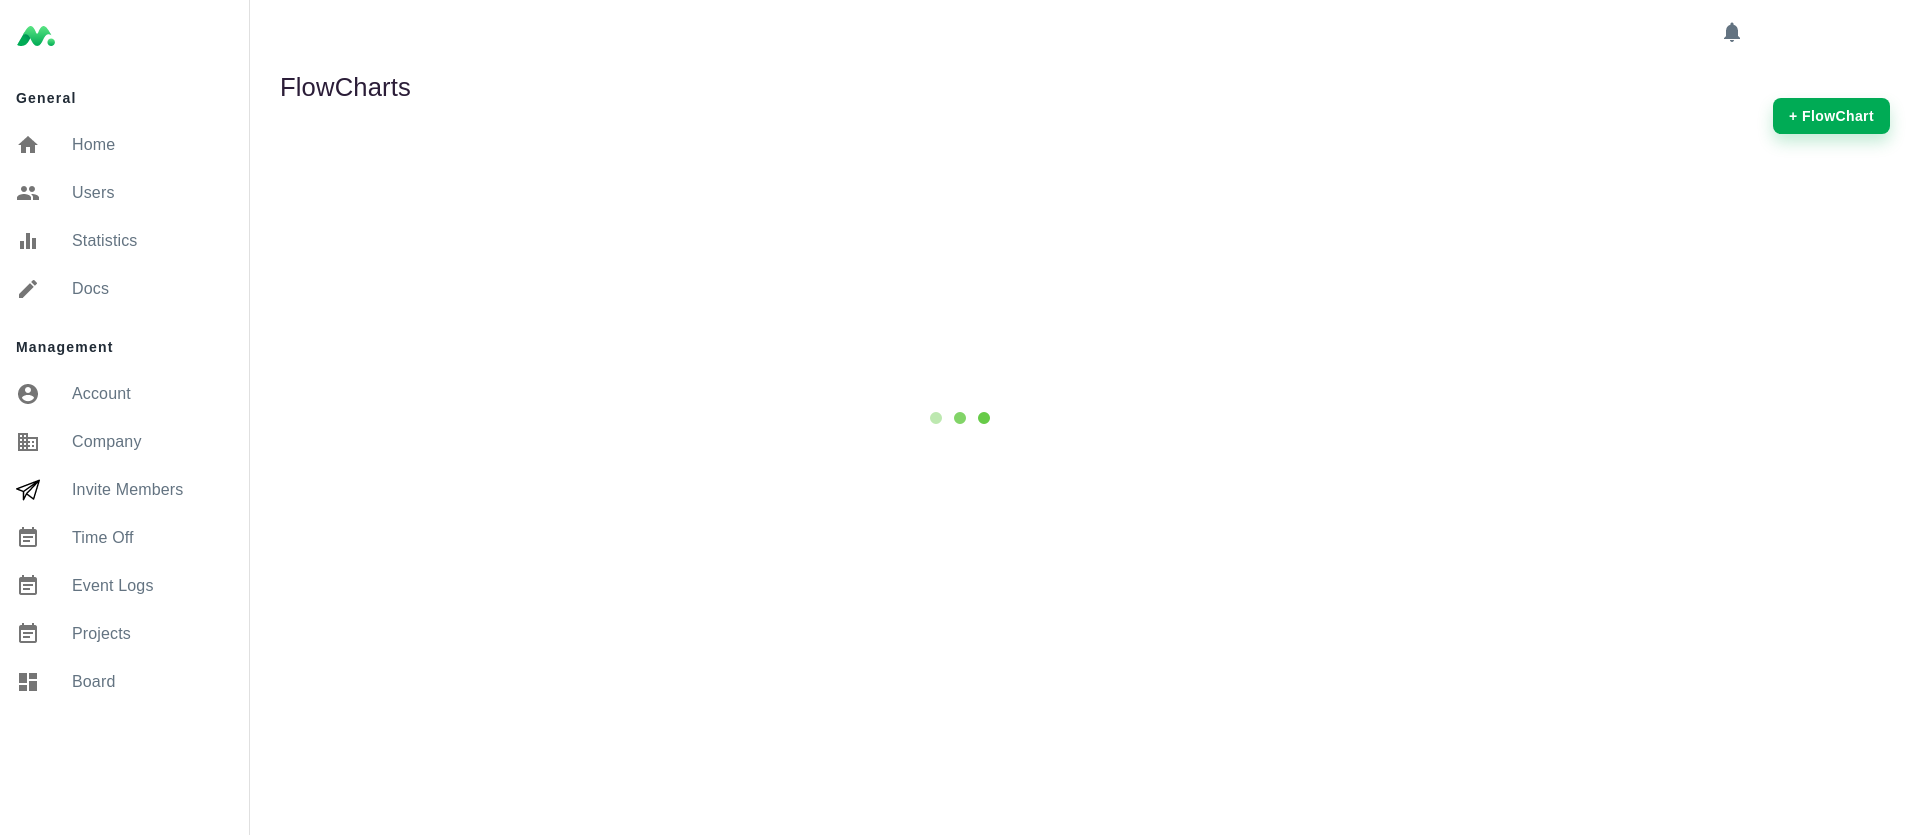 General
Home
Users
Statistics
Docs
Management
Account
Company
Invite Members
Time Off
Event Logs
Projects
Board
FlowCharts
+ FlowChart